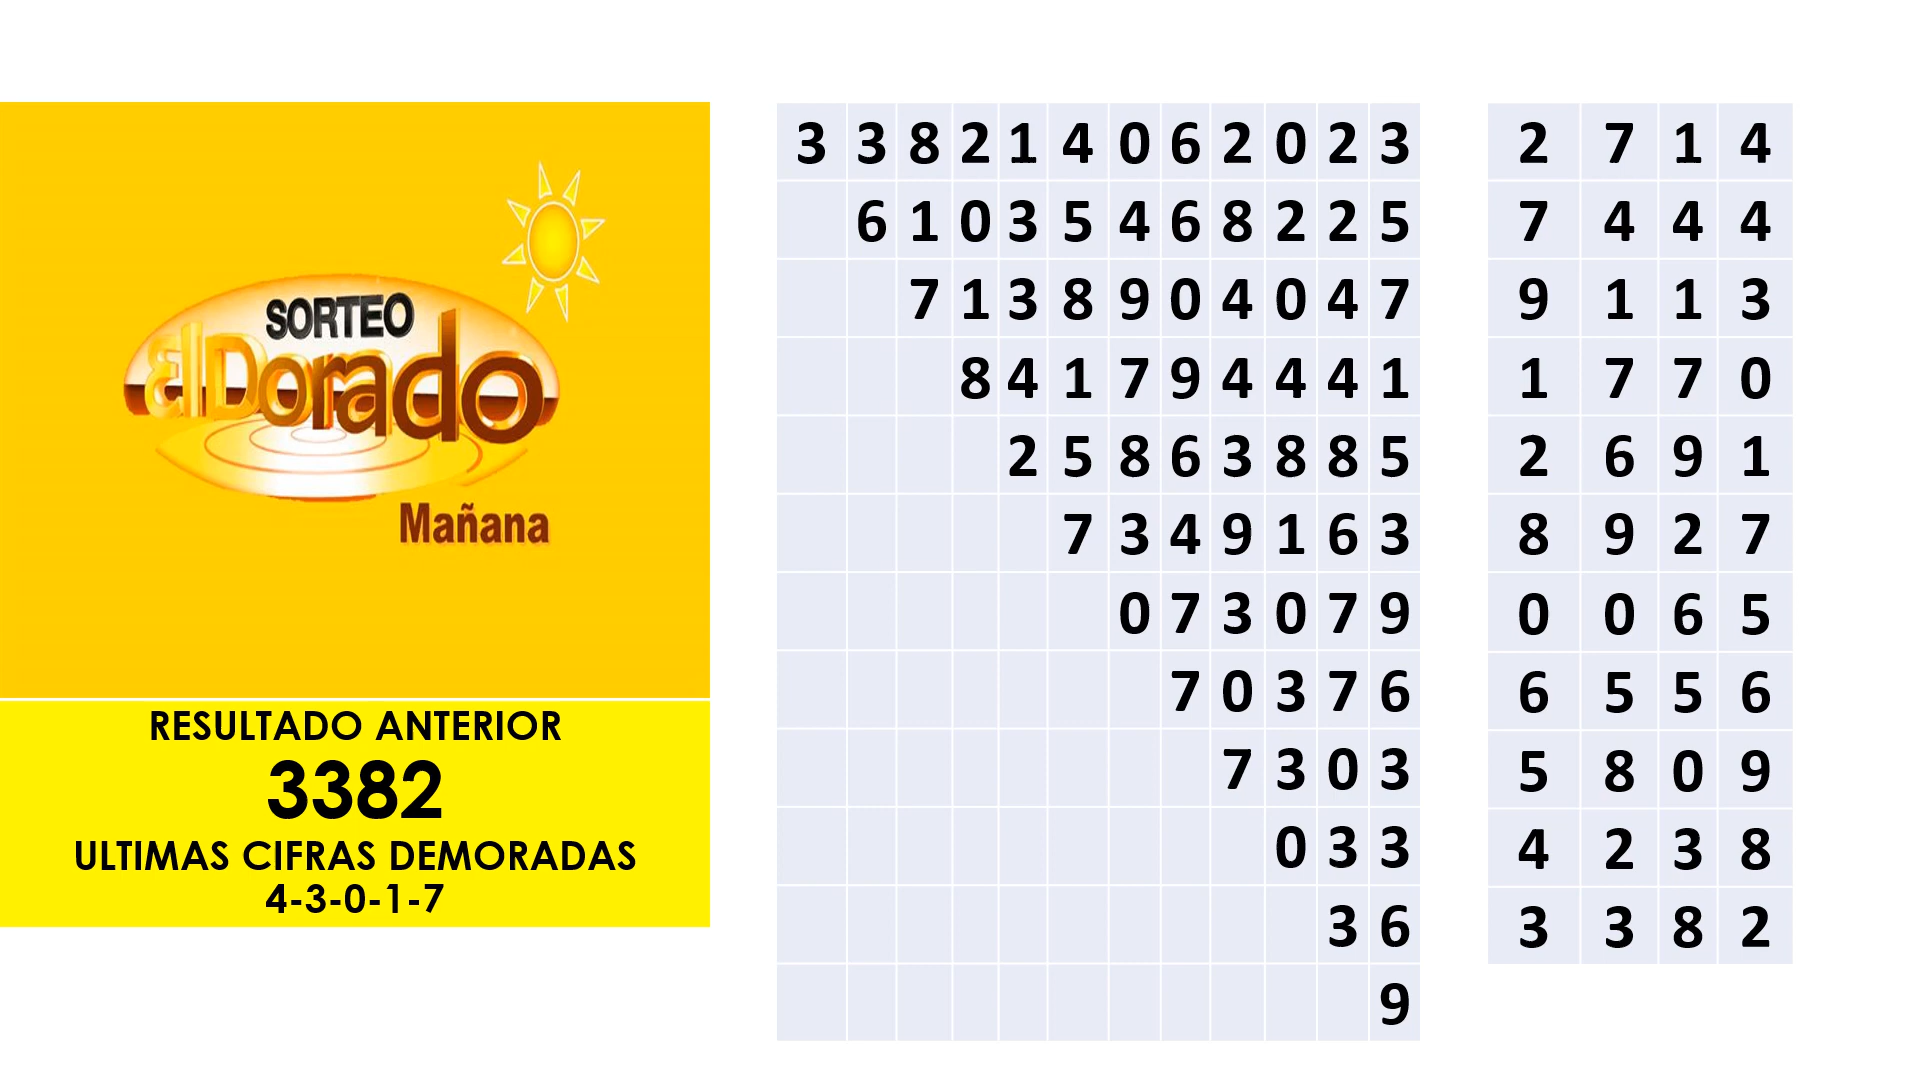 SORTEO
El Dorado
Mañana
RESULTADO ANTERIOR
3382
ULTIMAS CIFRAS DEMORADAS
4-3-0-1-7
3 3 8 2 1 4 0 6 2 0 2 3
6 1 0 3 5 4 6 8 2 2 5
7 1 3 8 9 0 4 0 4 7
8 4 1 7 9 4 4 4 1
2 5 8 6 3 8 8 5
7 3 4 9 1 6 3
0 7 3 0 7 9
7 0 3 7 6
7 3 0 3
0 3 3
3 6
9
2 7 1 4
7 4 4 4
9 1 1 3
1 7 7 0
2 6 9 1
8 9 2 7
0 0 6 5
6 5 5 6
5 8 0 9
4 2 3 8
3 3 8 2